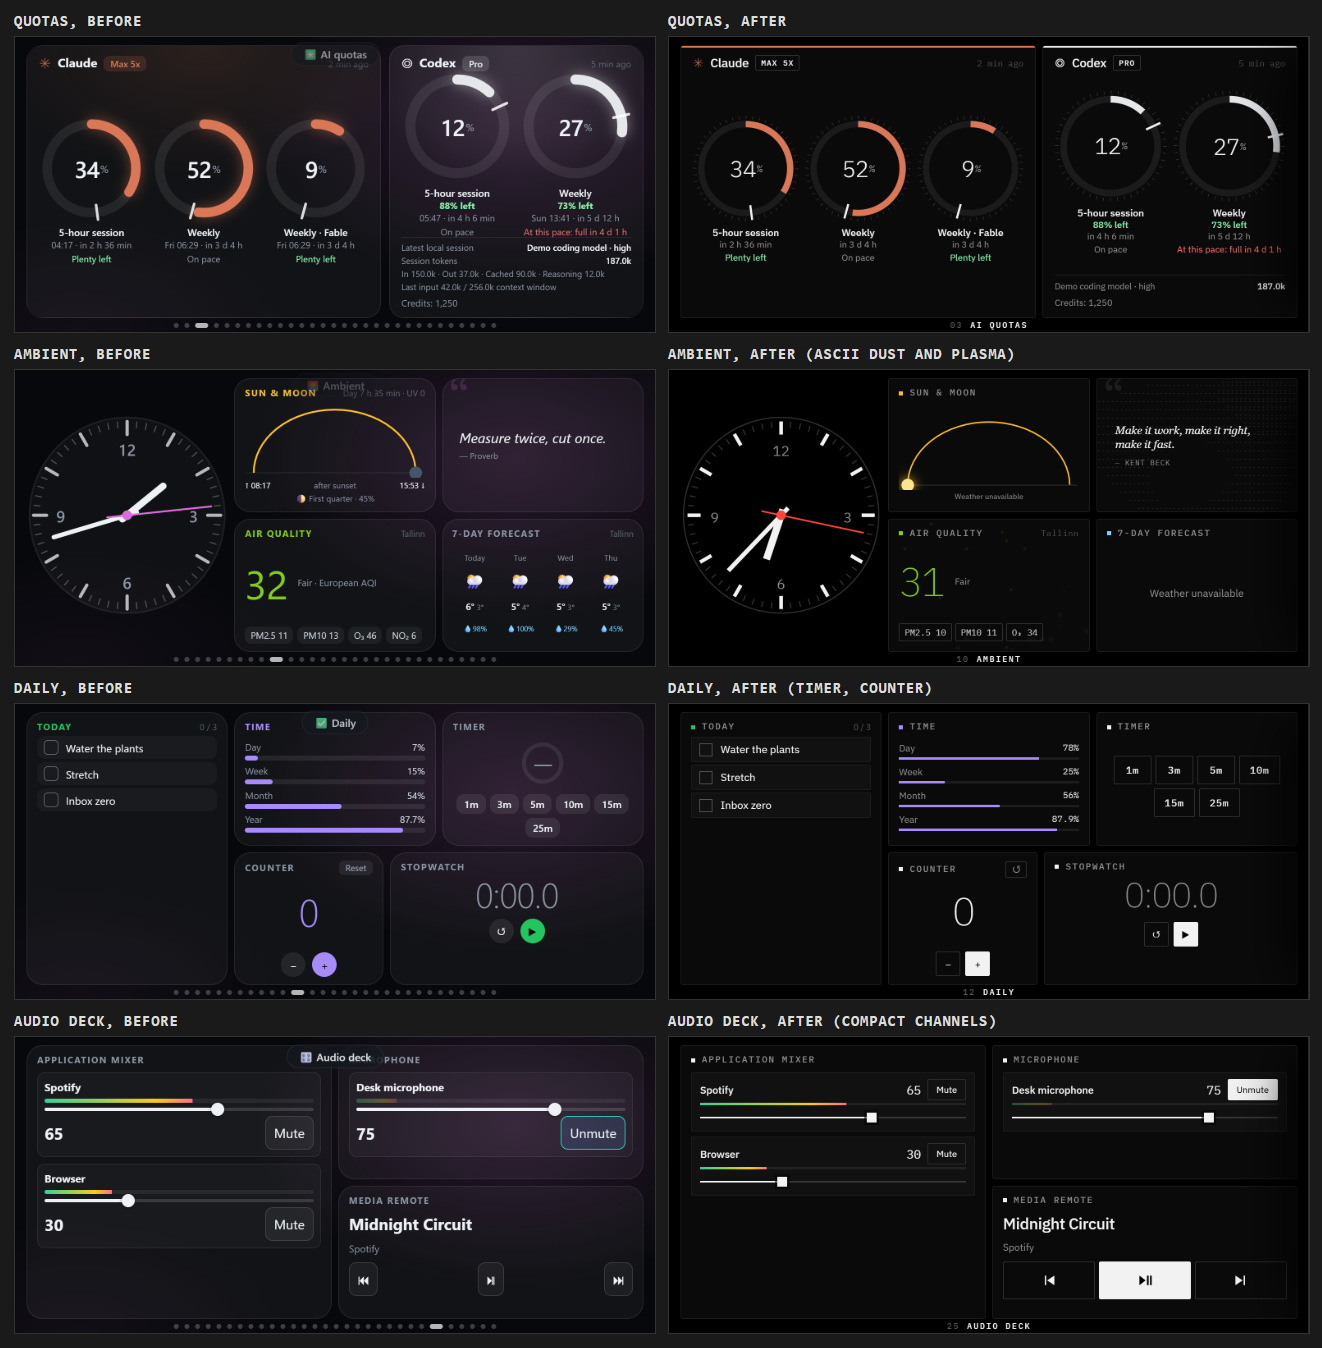 QUOTAS, BEFORE
AI quotas
Claude Max 5x
2 min ago
34%
52%
9%
5-hour session
04:17 · in 2 h 36 min
Plenty left
Weekly
Fri 06:29 · in 3 d 4 h
On pace
Weekly · Fable
Fri 06:29 · in 3 d 4 h
Plenty left
Codex Pro
5 min ago
12%
27%
5-hour session
88% left
05:47 · in 4 h 6 min
On pace
Weekly
73% left
Sun 13:41 · in 5 d 12 h
At this pace: full in 4 d 1 h
Latest local session Demo coding model · high
Session tokens 187.0k
In 150.0k · Out 37.0k · Cached 90.0k · Reasoning 12.0k
Last input 42.0k / 256.0k context window
Credits: 1,250
QUOTAS, AFTER
Claude MAX 5X
2 min ago
34%
52%
9%
5-hour session
in 2 h 36 min
Plenty left
Weekly
in 3 d 4 h
On pace
Weekly · Fable
in 3 d 4 h
Plenty left
Codex PRO
5 min ago
12%
27%
5-hour session
88% left
in 4 h 6 min
On pace
Weekly
73% left
in 5 d 12 h
At this pace: full in 4 d 1 h
Demo coding model · high 187.0k
Credits: 1,250
03 AI QUOTAS
AMBIENT, BEFORE
Ambient
12
3
6
9
SUN & MOON Day 7 h 35 min · UV 0
↑ 08:17 after sunset 15:53 ↓
First quarter · 45%
“
Measure twice, cut once.
— Proverb
AIR QUALITY Tallinn
32 Fair · European AQI
PM2.5 11 PM10 13 O₃ 46 NO₂ 6
7-DAY FORECAST Tallinn
Today Tue Wed Thu
6° 3° 5° 4° 5° 3° 5° 3°
98% 100% 29% 45%
AMBIENT, AFTER (ASCII DUST AND PLASMA)
12
3
6
9
SUN & MOON
Weather unavailable
“
Make it work, make it right,
make it fast.
— KENT BECK
AIR QUALITY Tallinn
31 Fair
PM2.5 10 PM10 11 O₃ 34
7-DAY FORECAST
Weather unavailable
10 AMBIENT
DAILY, BEFORE
Daily
TODAY 0/3
Water the plants
Stretch
Inbox zero
TIME
Day 7%
Week 15%
Month 54%
Year 87.7%
TIMER
—
1m 3m 5m 10m 15m
25m
COUNTER Reset
0
− +
STOPWATCH
0:00.0
↺ ▶
DAILY, AFTER (TIMER, COUNTER)
TODAY 0/3
Water the plants
Stretch
Inbox zero
TIME
Day 78%
Week 25%
Month 56%
Year 87.9%
TIMER
1m 3m 5m 10m
15m 25m
COUNTER ↺
0
− +
STOPWATCH
0:00.0
↺ ▶
12 DAILY
AUDIO DECK, BEFORE
Audio deck
APPLICATION MIXER
Spotify
65 Mute
Browser
30 Mute
OPHONE
Desk microphone
75 Unmute
MEDIA REMOTE
Midnight Circuit
Spotify
AUDIO DECK, AFTER (COMPACT CHANNELS)
APPLICATION MIXER
Spotify 65 Mute
Browser 30 Mute
MICROPHONE
Desk microphone 75 Unmute
MEDIA REMOTE
Midnight Circuit
Spotify
25 AUDIO DECK